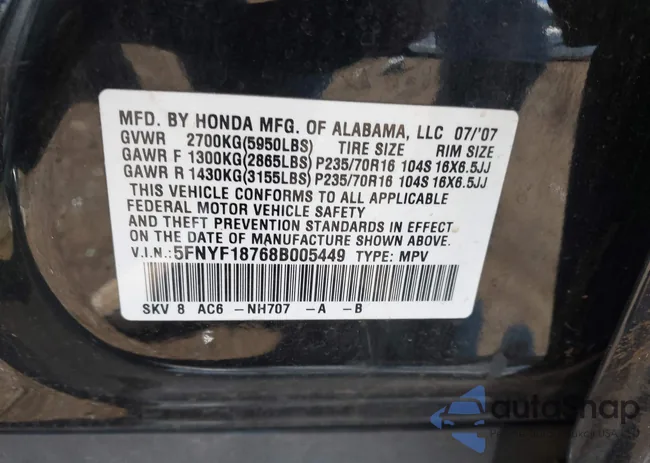 MFD. BY HONDA MFG. OF ALABAMA, LLC 07/'07
GVWR 2700KG(5950LBS) TIRE SIZE RIM SIZE
GAWR F 1300KG(2865LBS) P235/70R16 104S 16X6.5JJ
GAWR R 1430KG(3155LBS) P235/70R16 104S 16X6.5JJ
THIS VEHICLE CONFORMS TO ALL APPLICABLE
FEDERAL MOTOR VEHICLE SAFETY
AND THEFT PREVENTION STANDARDS IN EFFECT
ON THE DATE OF MANUFACTURE SHOWN ABOVE.
V.I.N.: 5FNYF18768B005449 TYPE: MPV
SKV 8 AC6 -NH707 -A -B
autosnap